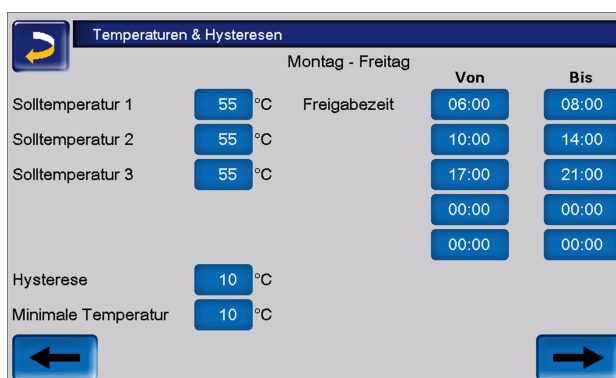 Temperaturen & Hysteresen
Montag - Freitag
Von Bis
Solltemperatur 1 55 °C Freigabezeit 06:00 08:00
Solltemperatur 2 55 °C 10:00 14:00
Solltemperatur 3 55 °C 17:00 21:00
00:00 00:00
00:00 00:00
Hysterese 10 °C
Minimale Temperatur 10 °C